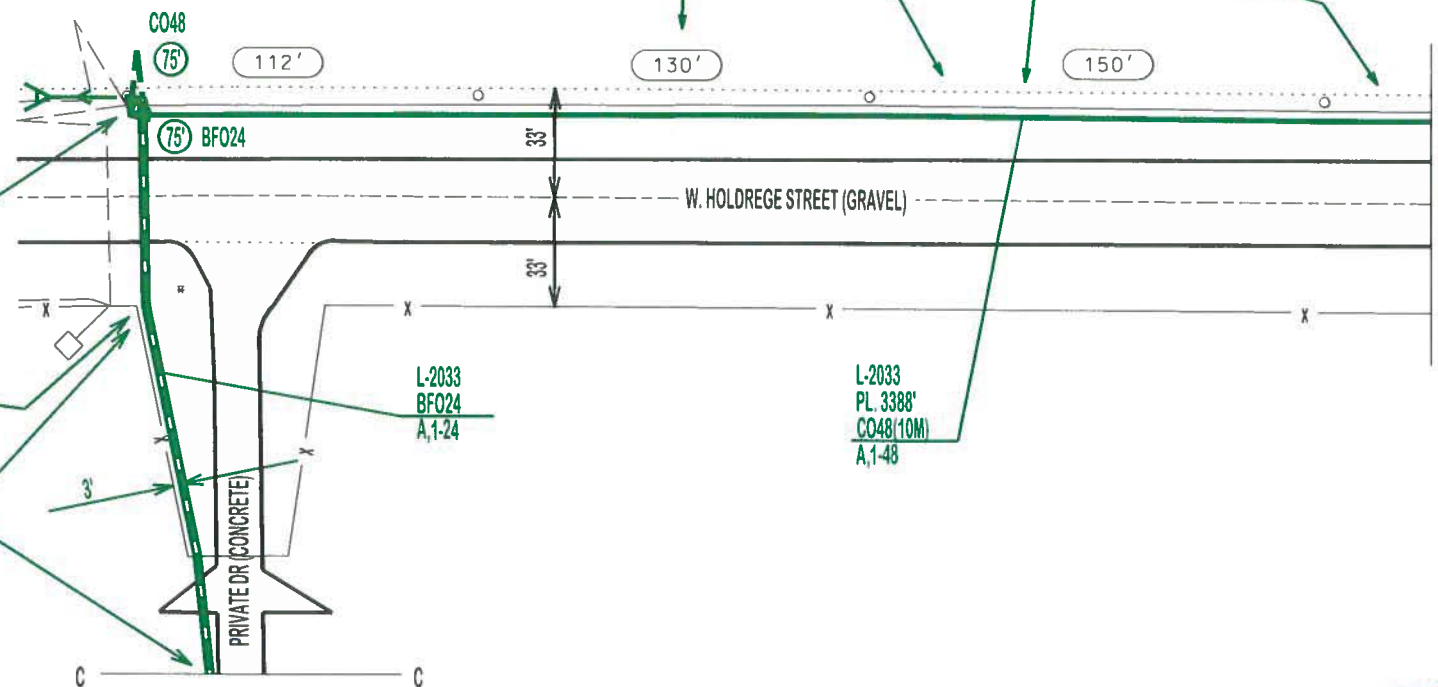 CO48
75'
112'
130'
150'
75' BFO24
33'
W. HOLDREGE STREET (GRAVEL)
33'
X
X
X
X
L-2033
BFO24
A,1-24
L-2033
PL. 3388'
CO48(10M)
A,1-48
X
X
3'
PRIVATE DR (CONCRETE)
C
C